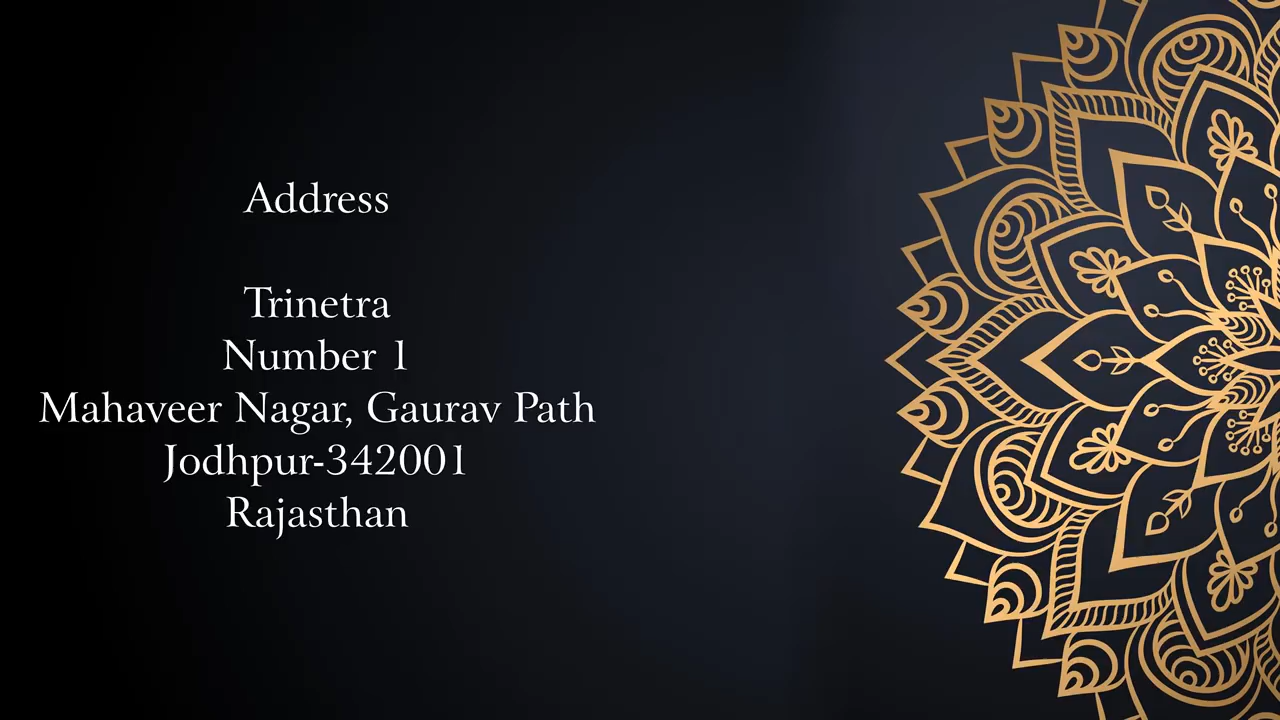 Address
Trinetra
Number 1
Mahaveer Nagar, Gaurav Path
Jodhpur-342001
Rajasthan